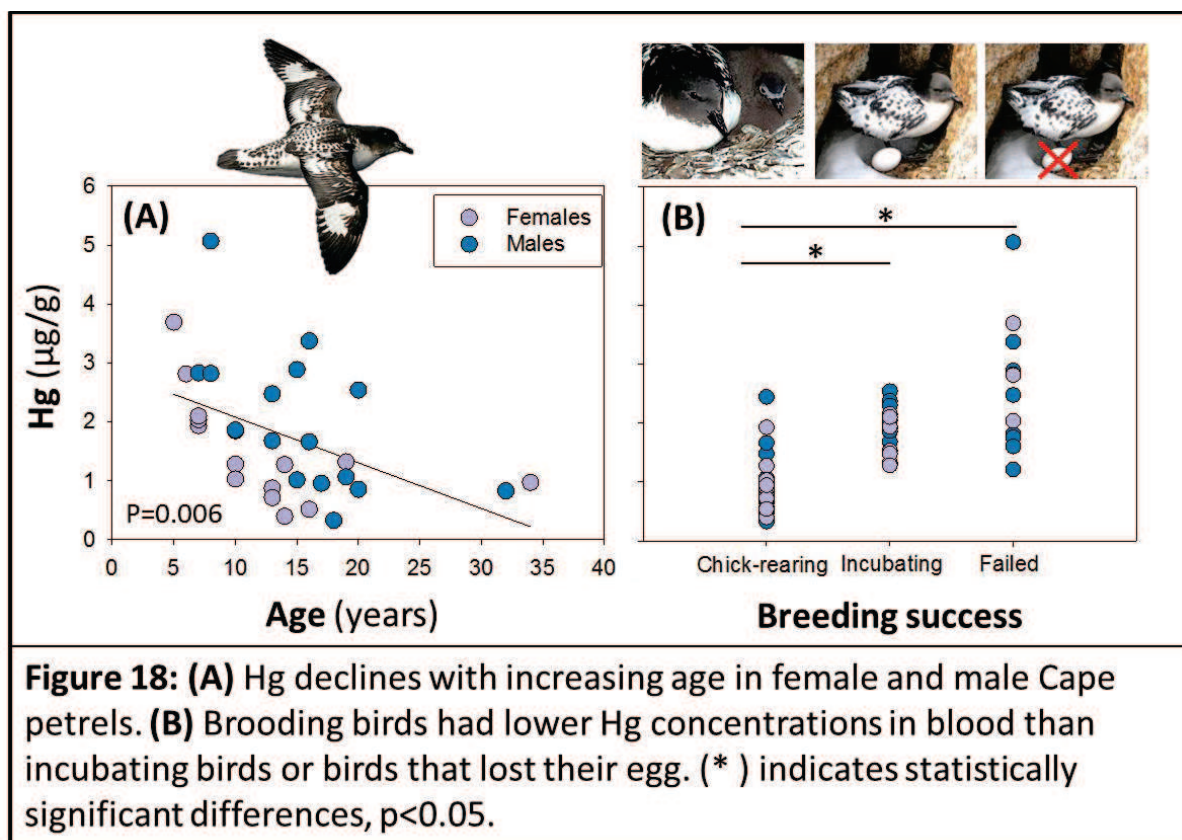 (A)
Females
Males
6
5
4
3
2
1
0
Hg (µg/g)
P=0.006
0 5 10 15 20 25 30 35 40
Age (years)
(B)
*
*
Chick-rearing Incubating Failed
Breeding success
Figure 18: (A) Hg declines with increasing age in female and male Cape
petrels. (B) Brooding birds had lower Hg concentrations in blood than
incubating birds or birds that lost their egg. (* ) indicates statistically
significant differences, p<0.05.